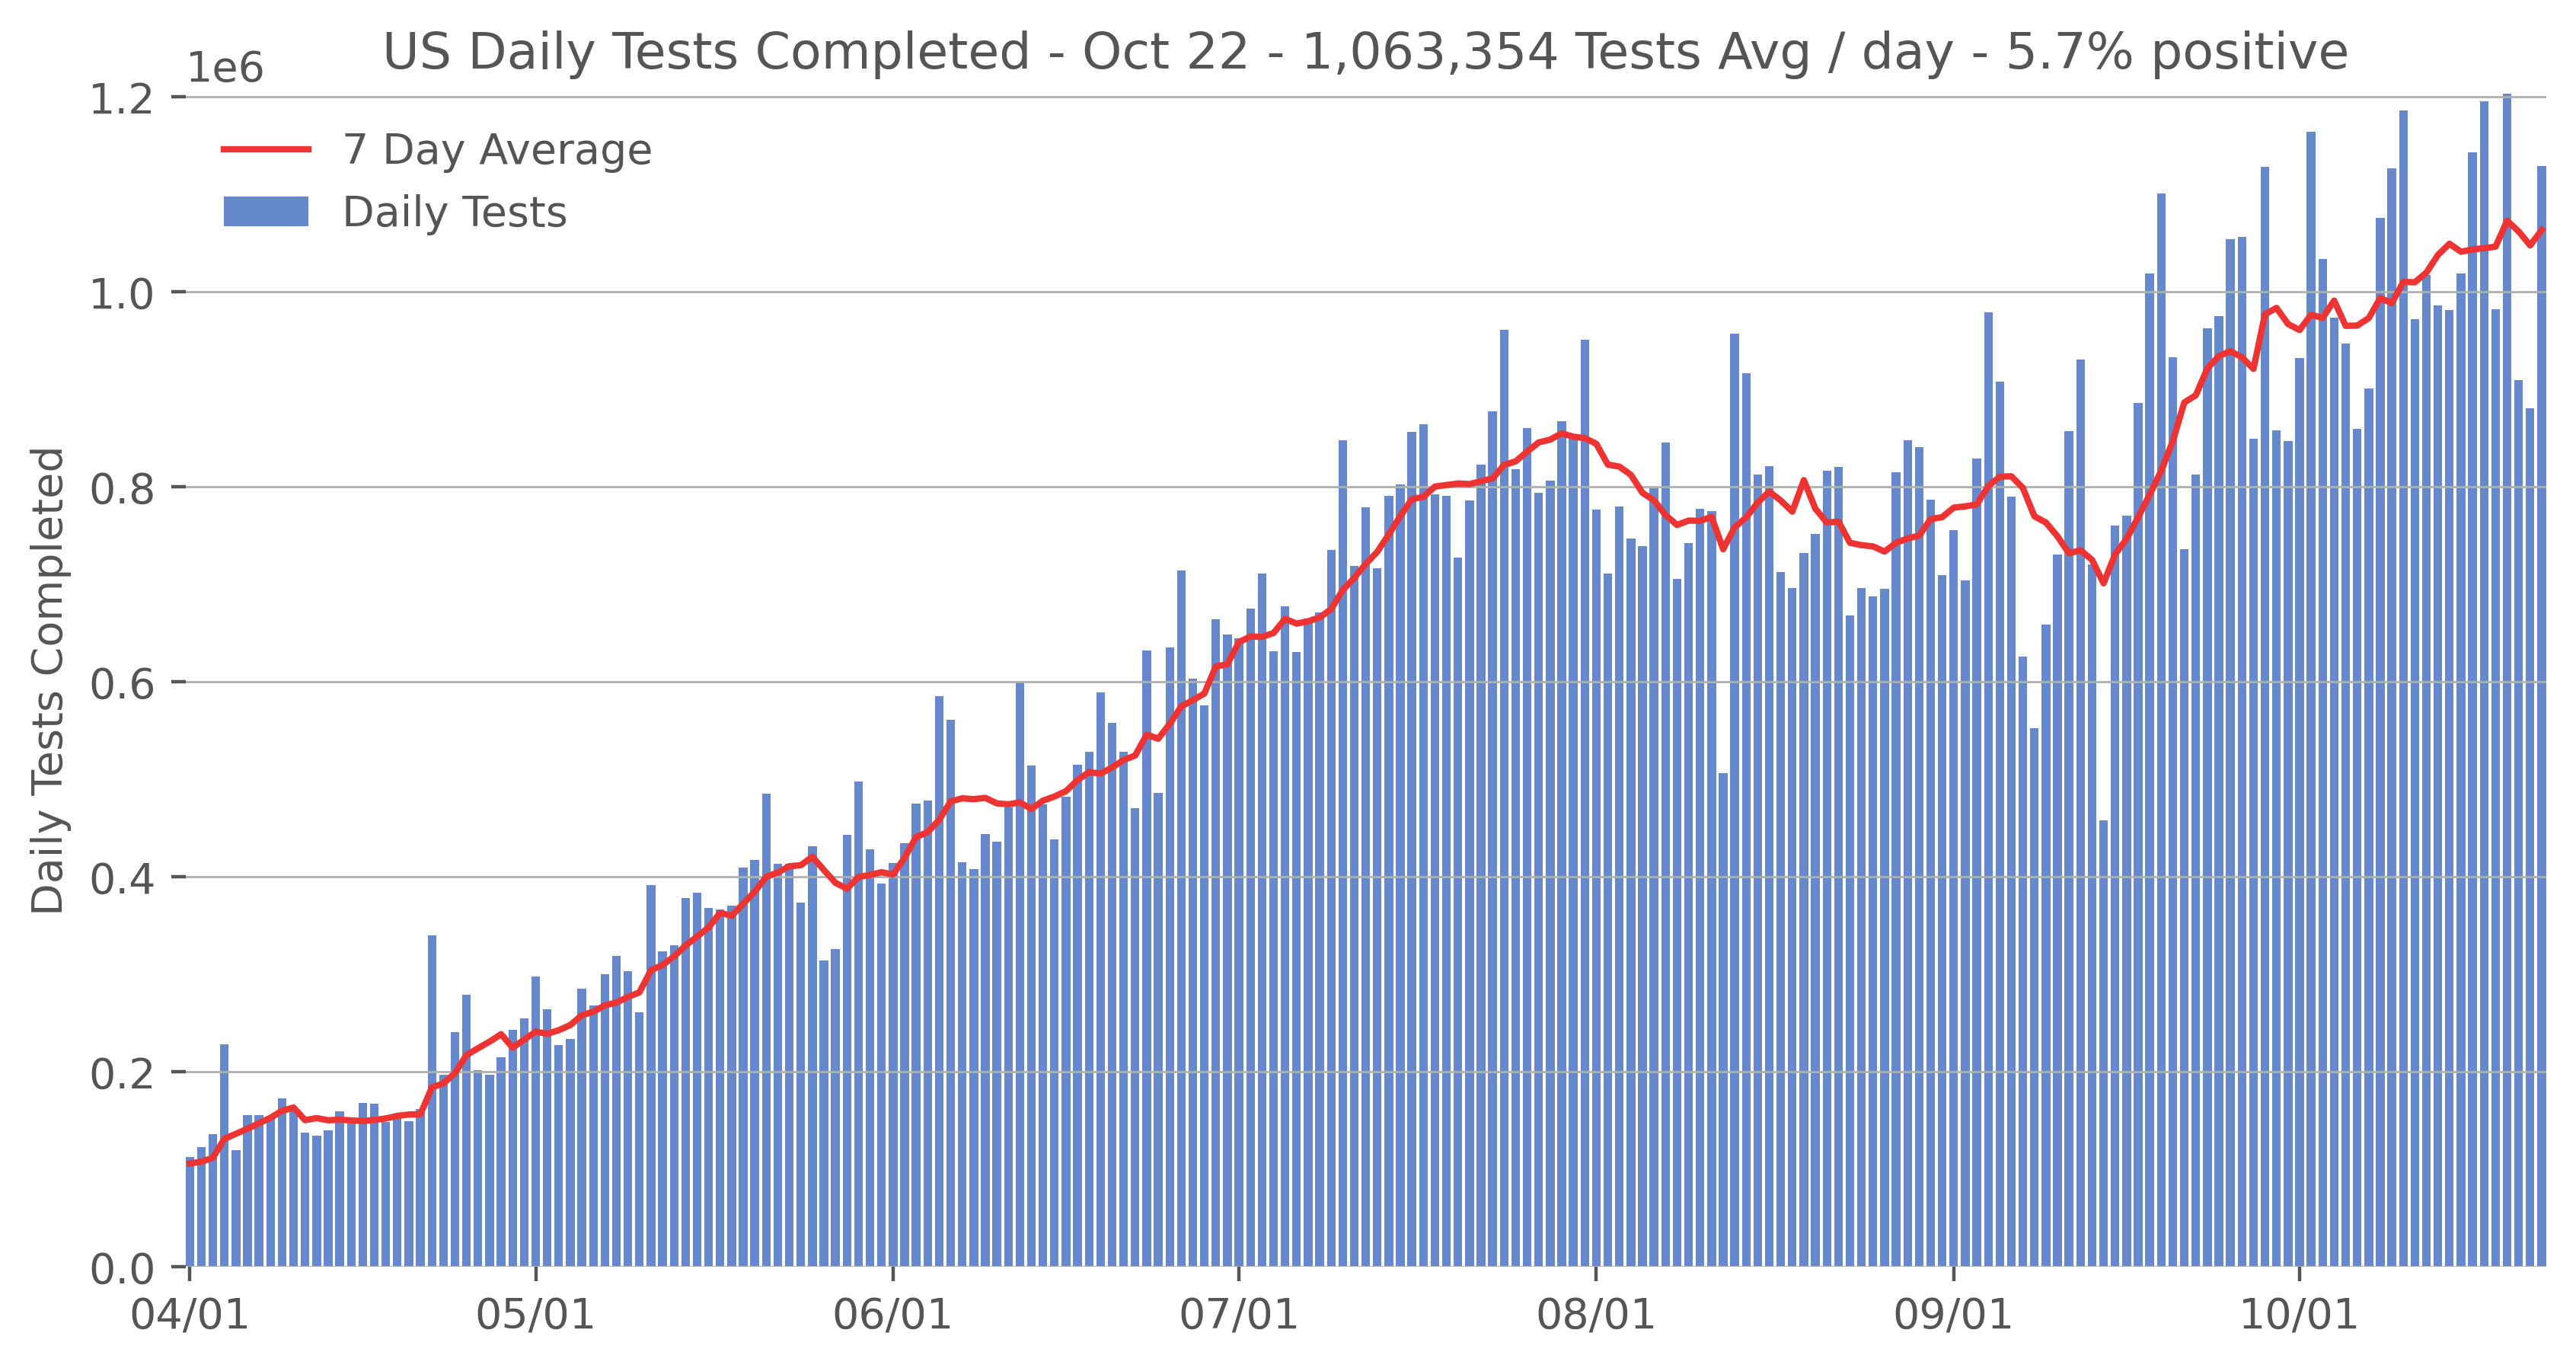 US Daily Tests Completed - Oct 22 - 1,063,354 Tests Avg / day - 5.7% positive
1e6
1.2
7 Day Average
Daily Tests
1.0
0.8
0.6
0.4
0.2
0.0
Daily Tests Completed
04/01 05/01 06/01 07/01 08/01 09/01 10/01